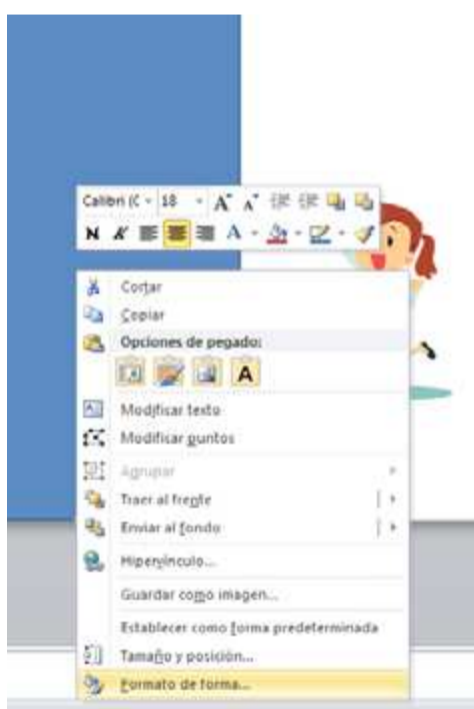 Calibri (C 18 A A
N K A
Cortar
Copiar
Opciones de pegado:
A
Modificar texto
Modificar puntos
Agrupar
Traer al frente
Enviar al fondo
Hipervínculo...
Guardar como imagen...
Establecer como forma predeterminada
Tamaño y posición...
Formato de forma...